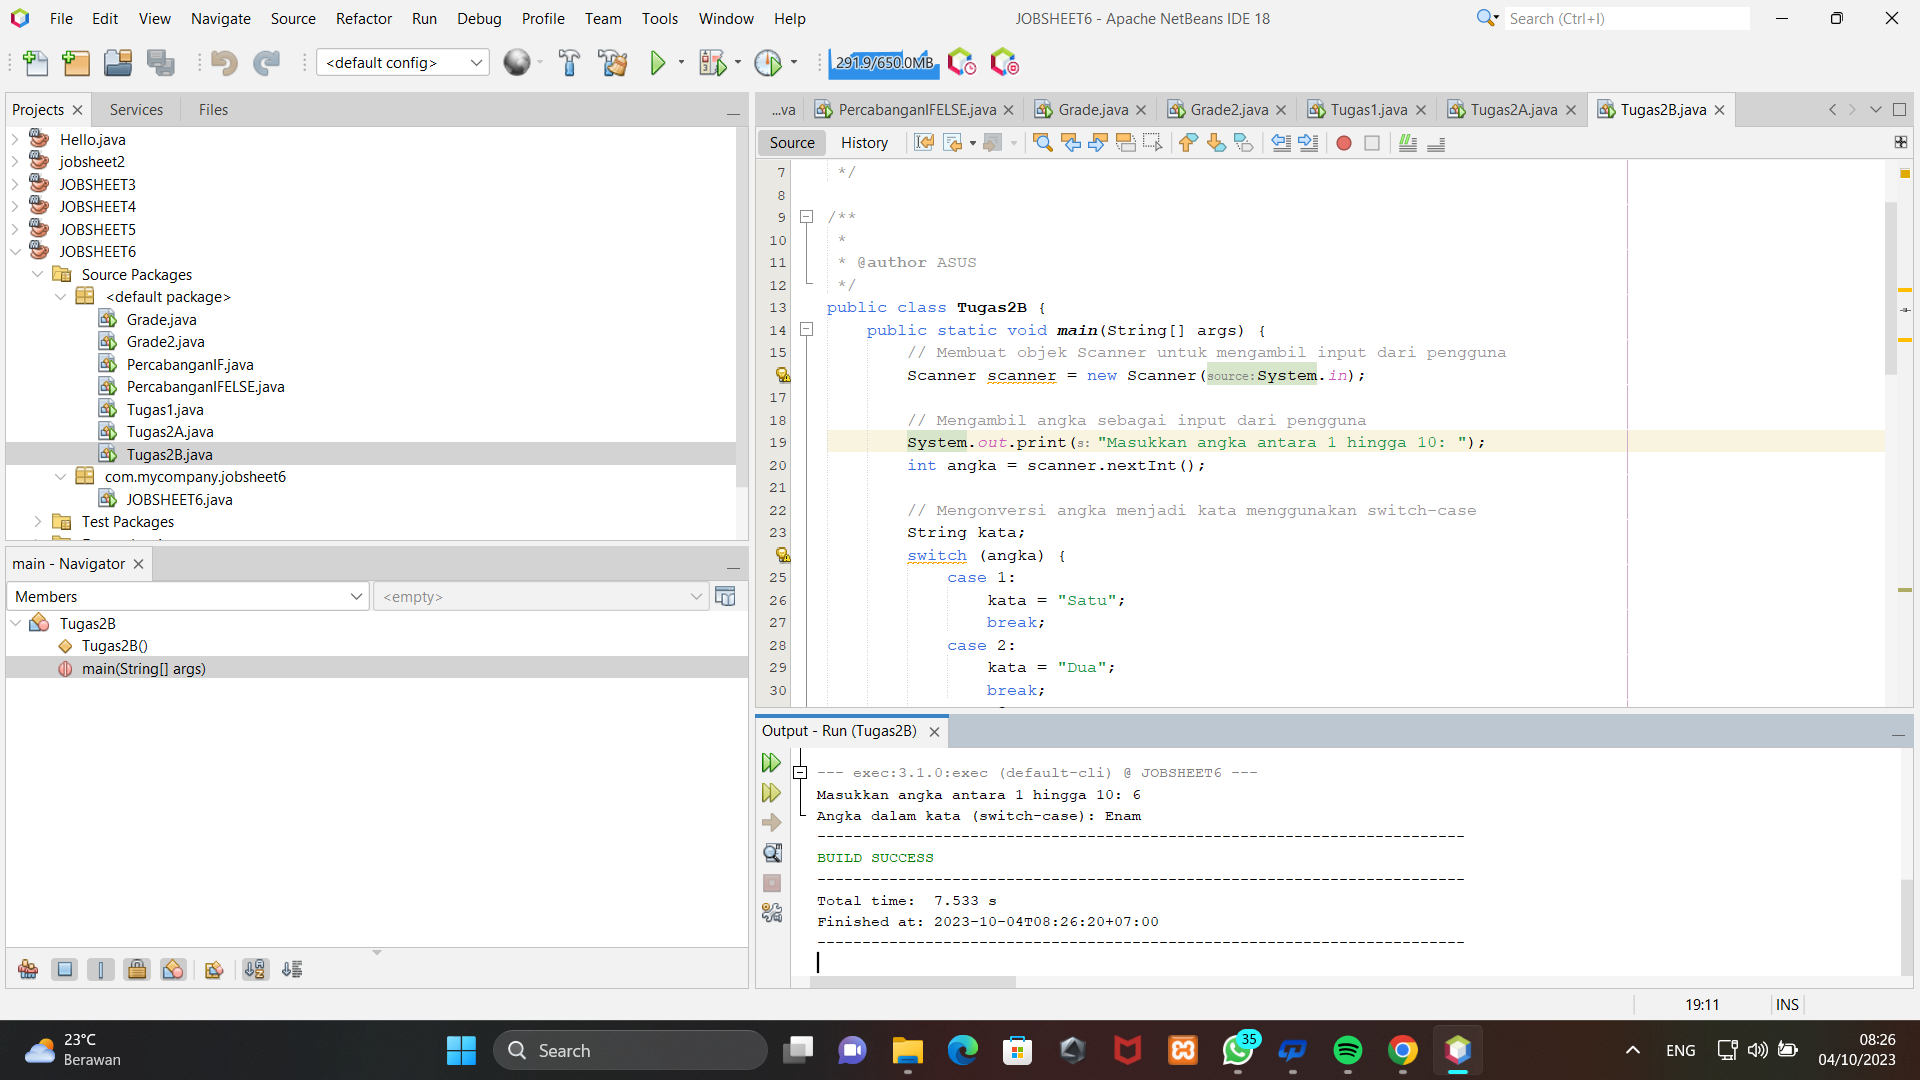 File Edit View Navigate Source Refactor Run Debug Profile Team Tools Window Help
JOBSHEET6 - Apache NetBeans IDE 18
Search (Ctrl+I)
<default config>
291.9/650.0MB
Projects Services Files
Hello.java
jobsheet2
JOBSHEET3
JOBSHEET4
JOBSHEET5
JOBSHEET6
Source Packages
<default package>
Grade.java
Grade2.java
PercabanganIF.java
PercabanganIFELSE.java
Tugas1.java
Tugas2A.java
Tugas2B.java
com.mycompany.jobsheet6
JOBSHEET6.java
Test Packages
main - Navigator
Members
<empty>
Tugas2B
Tugas2B()
main(String[] args)
...va PercabanganIFELSE.java Grade.java Grade2.java Tugas1.java Tugas2A.java Tugas2B.java
Source History
7 */
8
9 /**
10 *
11 * @author ASUS
12 */
13 public class Tugas2B {
14 public static void main(String[] args) {
15 // Membuat objek Scanner untuk mengambil input dari pengguna
Scanner scanner = new Scanner(source:System.in);
17
18 // Mengambil angka sebagai input dari pengguna
19 System.out.print(s:"Masukkan angka antara 1 hingga 10: ");
20 int angka = scanner.nextInt();
21
22 // Mengonversi angka menjadi kata menggunakan switch-case
23 String kata;
switch (angka) {
25 case 1:
26 kata = "Satu";
27 break;
28 case 2:
29 kata = "Dua";
30 break;
Output - Run (Tugas2B)
--- exec:3.1.0:exec (default-cli) @ JOBSHEET6 ---
Masukkan angka antara 1 hingga 10: 6
Angka dalam kata (switch-case): Enam
------------------------------------------------------------------------
BUILD SUCCESS
------------------------------------------------------------------------
Total time:  7.533 s
Finished at: 2023-10-04T08:26:20+07:00
------------------------------------------------------------------------
19:11 INS
23°C
Berawan
Search
35
ENG
08:26
04/10/2023